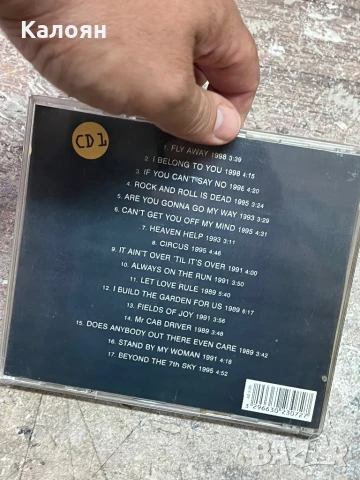 Калоян
CD1
1. FLY AWAY 1998 3:39
2. I BELONG TO YOU 1998 4:15
3. IF YOU CAN'T SAY NO 1996 4:20
4. ROCK AND ROLL IS DEAD 1995 3:24
5. ARE YOU GONNA GO MY WAY 1993 3:29
6. CAN'T GET YOU OFF MY MIND 1995 4:31
7. HEAVEN HELP 1993 3:11
8. CIRCUS 1995 4:46
9. IT AIN'T OVER 'TIL IT'S OVER 1991 4:00
10. ALWAYS ON THE RUN 1991 3:50
11. LET LOVE RULE 1989 5:40
12. I BUILD THE GARDEN FOR US 1989 6:17
13. FIELDS OF JOY 1991 3:56
14. Mr CAB DRIVER 1989 3:48
15. DOES ANYBODY OUT THERE EVEN CARE 1989 3:42
16. STAND BY MY WOMAN 1991 4:18
17. BEYOND THE 7th SKY 1995 4:52
4 296630 230727
bazar